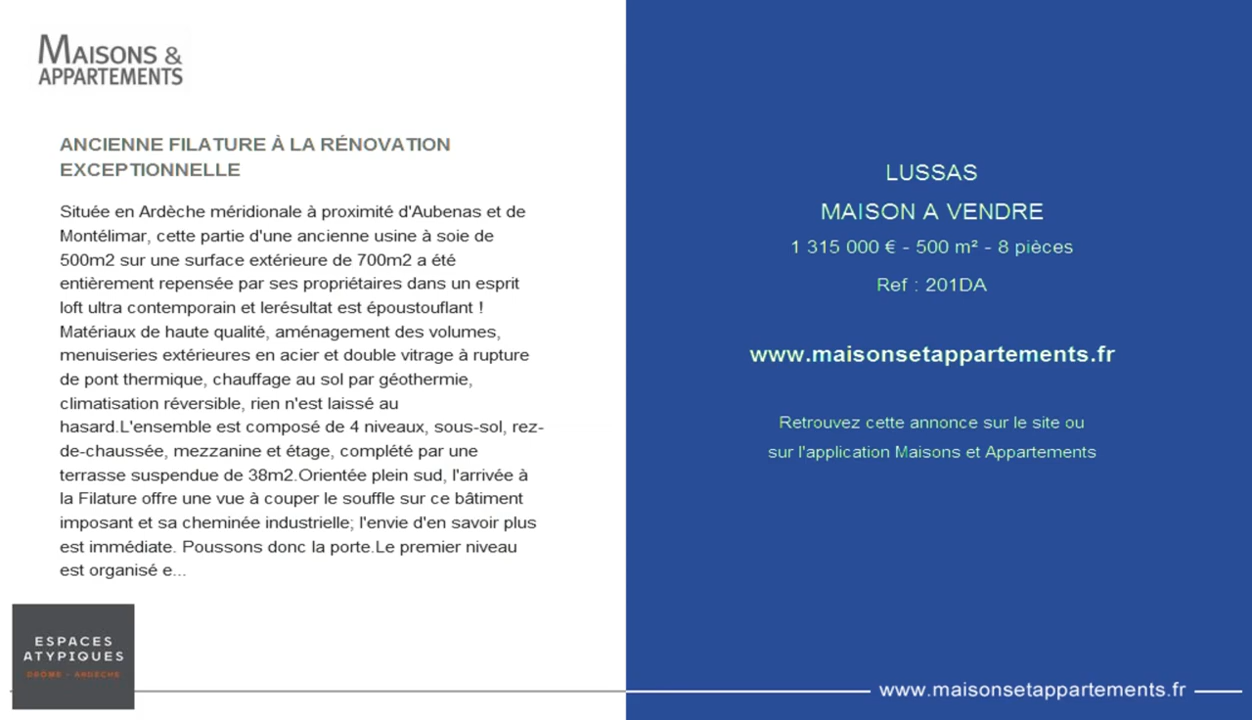 MAISONS &
APPARTEMENTS
ANCIENNE FILATURE À LA RÉNOVATION
EXCEPTIONNELLE
Située en Ardèche méridionale à proximité d'Aubenas et de
Montélimar, cette partie d'une ancienne usine à soie de
500m2 sur une surface extérieure de 700m2 a été
entièrement repensée par ses propriétaires dans un esprit
loft ultra contemporain et lerésultat est époustouflant !
Matériaux de haute qualité, aménagement des volumes,
menuiseries extérieures en acier et double vitrage à rupture
de pont thermique, chauffage au sol par géothermie,
climatisation réversible, rien n'est laissé au
hasard.L'ensemble est composé de 4 niveaux, sous-sol, rez-
de-chaussée, mezzanine et étage, complété par une
terrasse suspendue de 38m2.Orientée plein sud, l'arrivée à
la Filature offre une vue à couper le souffle sur ce bâtiment
imposant et sa cheminée industrielle; l'envie d'en savoir plus
est immédiate. Poussons donc la porte.Le premier niveau
est organisé e...
ESPACES
ATYPIQUES
DRÔME - ARDÈCHE
LUSSAS
MAISON A VENDRE
1 315 000 € - 500 m² - 8 pièces
Ref : 201DA
www.maisonsetappartements.fr
Retrouvez cette annonce sur le site ou
sur l'application Maisons et Appartements
www.maisonsetappartements.fr